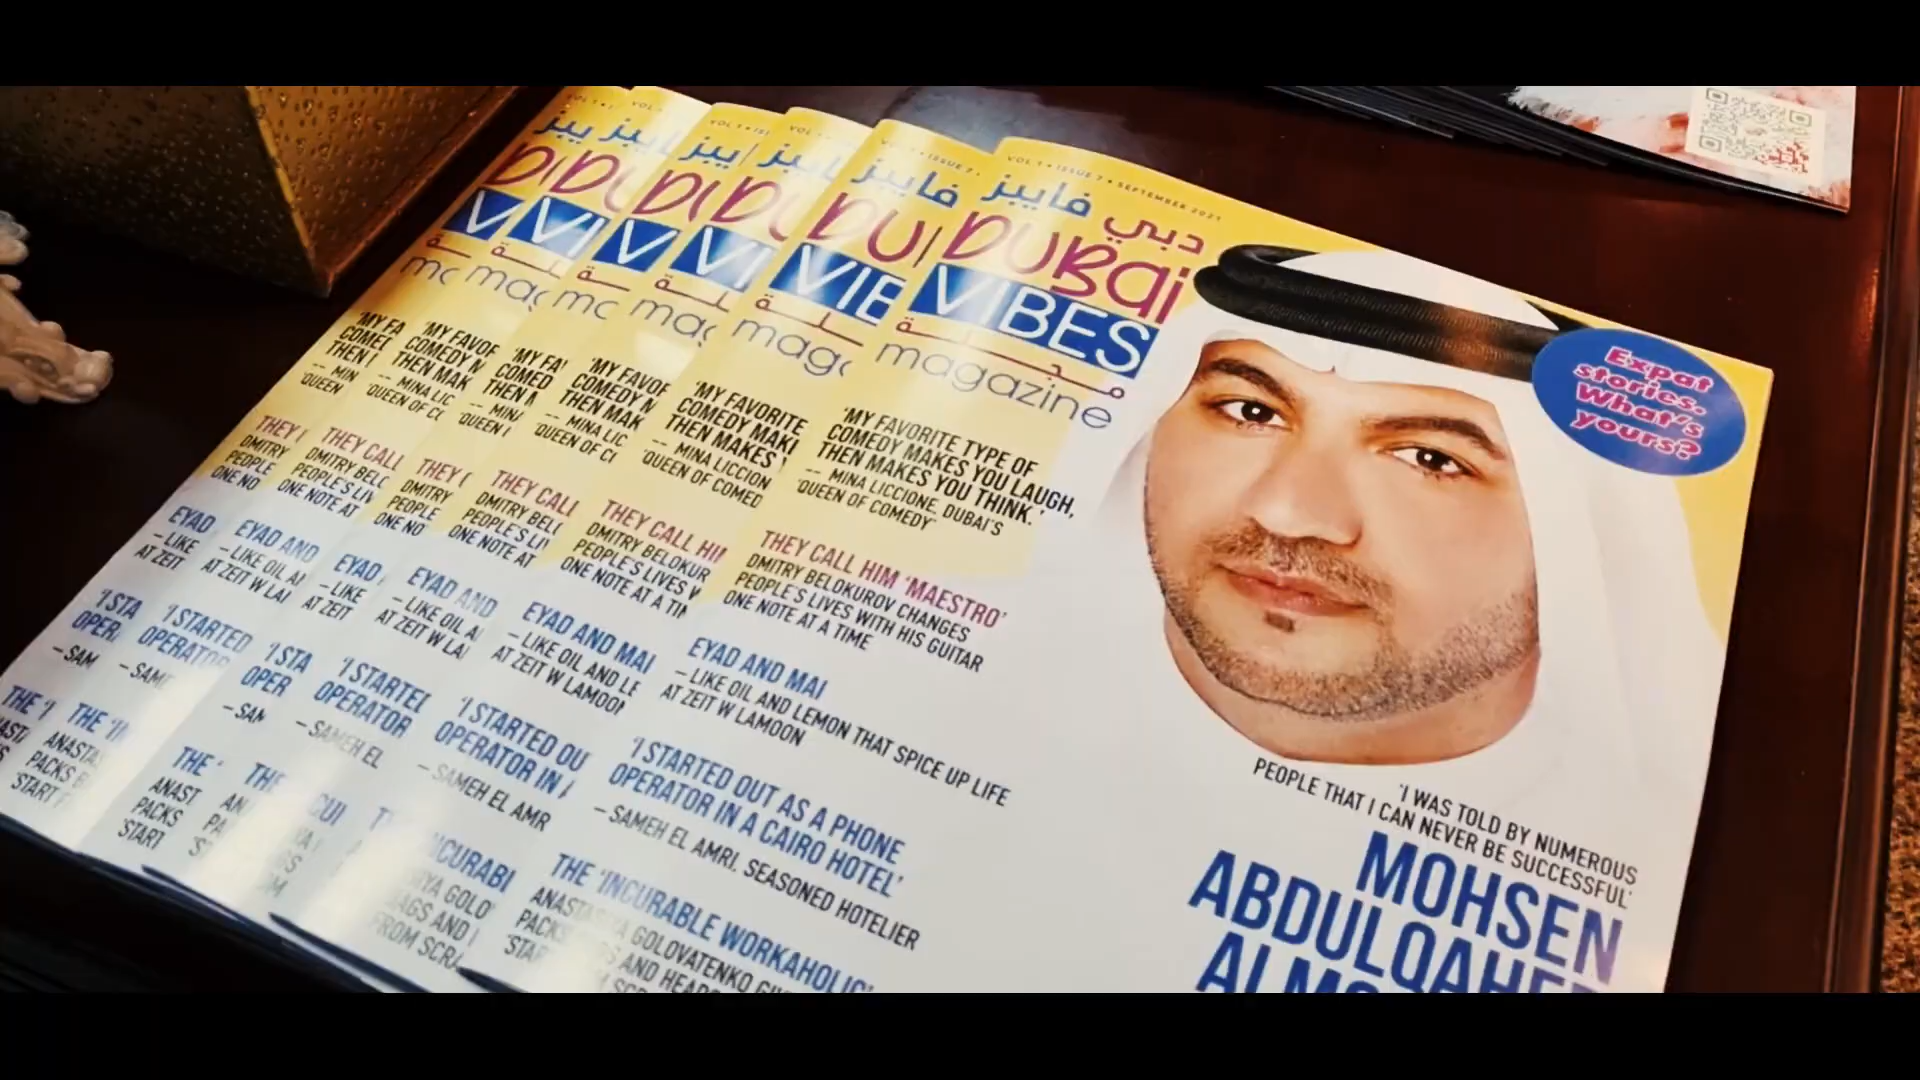 VOL 1 • ISSUE 7 • SEPTEMBER 2021
دبي فايبز
DUBai
VIBES
مجلة
magazine
Expat
stories.
What's
yours?
'MY FAVORITE TYPE OF
COMEDY MAKES YOU LAUGH,
THEN MAKES YOU THINK.'
-- MINA LICCIONE, DUBAI'S
'QUEEN OF COMEDY'
THEY CALL HIM 'MAESTRO'
DMITRY BELOKUROV CHANGES
PEOPLE'S LIVES WITH HIS GUITAR
ONE NOTE AT A TIME
EYAD AND MAI
– LIKE OIL AND LEMON THAT SPICE UP LIFE
AT ZEIT W LAMOON
'I STARTED OUT AS A PHONE
OPERATOR IN A CAIRO HOTEL'
– SAMEH EL AMRI, SEASONED HOTELIER
THE 'INCURABLE WORKAHOLIC'
GOLOVATENKO
AND
'I WAS TOLD BY NUMEROUS
PEOPLE THAT I CAN NEVER BE SUCCESSFUL'
MOHSEN
ABDULQAHER